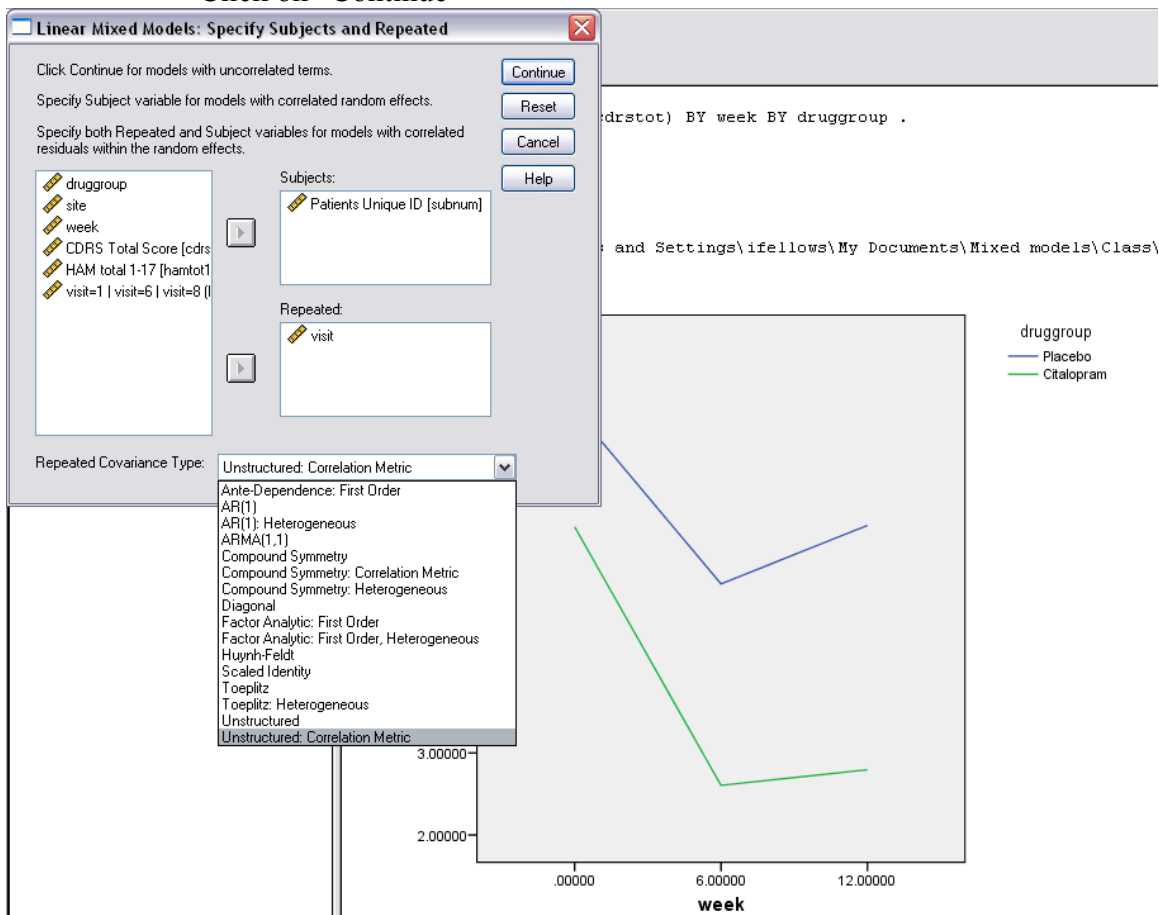 Click on "Continue"
Linear Mixed Models: Specify Subjects and Repeated
Click Continue for models with uncorrelated terms.
Specify Subject variable for models with correlated random effects.
Specify both Repeated and Subject variables for models with correlated
residuals within the random effects.
Continue
Reset
Cancel
Help
druggroup
site
week
CDRS Total Score [cdrs
HAM total 1-17 [hamtot1
visit=1 | visit=6 | visit=8 (
Subjects:
Patients Unique ID [subnum]
Repeated:
visit
Repeated Covariance Type:
Unstructured: Correlation Metric
Ante-Dependence: First Order
AR(1)
AR(1): Heterogeneous
ARMA(1,1)
Compound Symmetry
Compound Symmetry: Correlation Metric
Compound Symmetry: Heterogeneous
Diagonal
Factor Analytic: First Order
Factor Analytic: First Order, Heterogeneous
Huynh-Feldt
Scaled Identity
Toeplitz
Toeplitz: Heterogeneous
Unstructured
Unstructured: Correlation Metric
cdrstot) BY week BY druggroup .
s and Settings\ifellows\My Documents\Mixed models\Class\
druggroup
Placebo
Citalopram
3.00000
2.00000
.00000 6.00000 12.00000
week